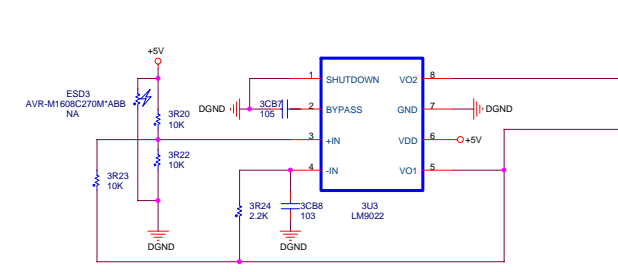 +5V
ESD3
AVR-M1608C270M*ABB
NA
3R20
10K
3R22
10K
3R23
10K
DGND
DGND
3CB7
105
1
SHUTDOWN
2
BYPASS
3
+IN
4
-IN
VO2
8
GND
7
DGND
VDD
6
+5V
VO1
5
3R24
2.2K
3CB8
103
DGND
3U3
LM9022